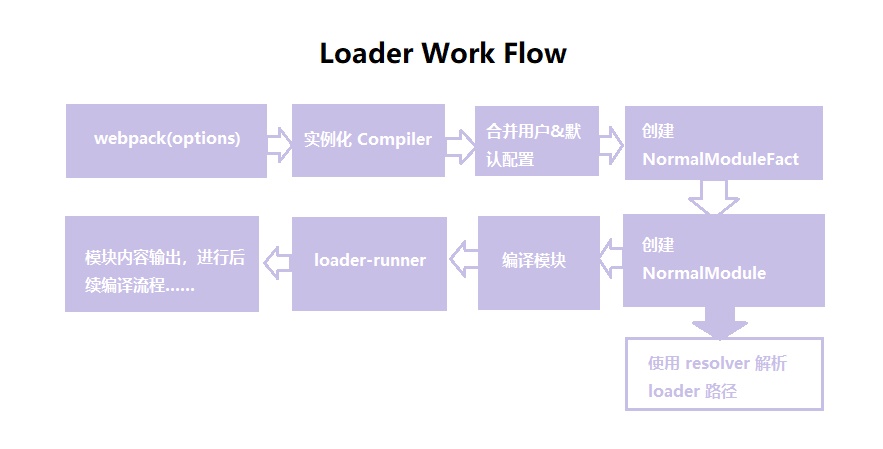 Loader Work Flow
webpack(options)
实例化 Compiler
合并用户&默
认配置
创建
NormalModuleFact
创建
NormalModule
使用 resolver 解析
loader 路径
编译模块
loader-runner
模块内容输出，进行后
续编译流程......